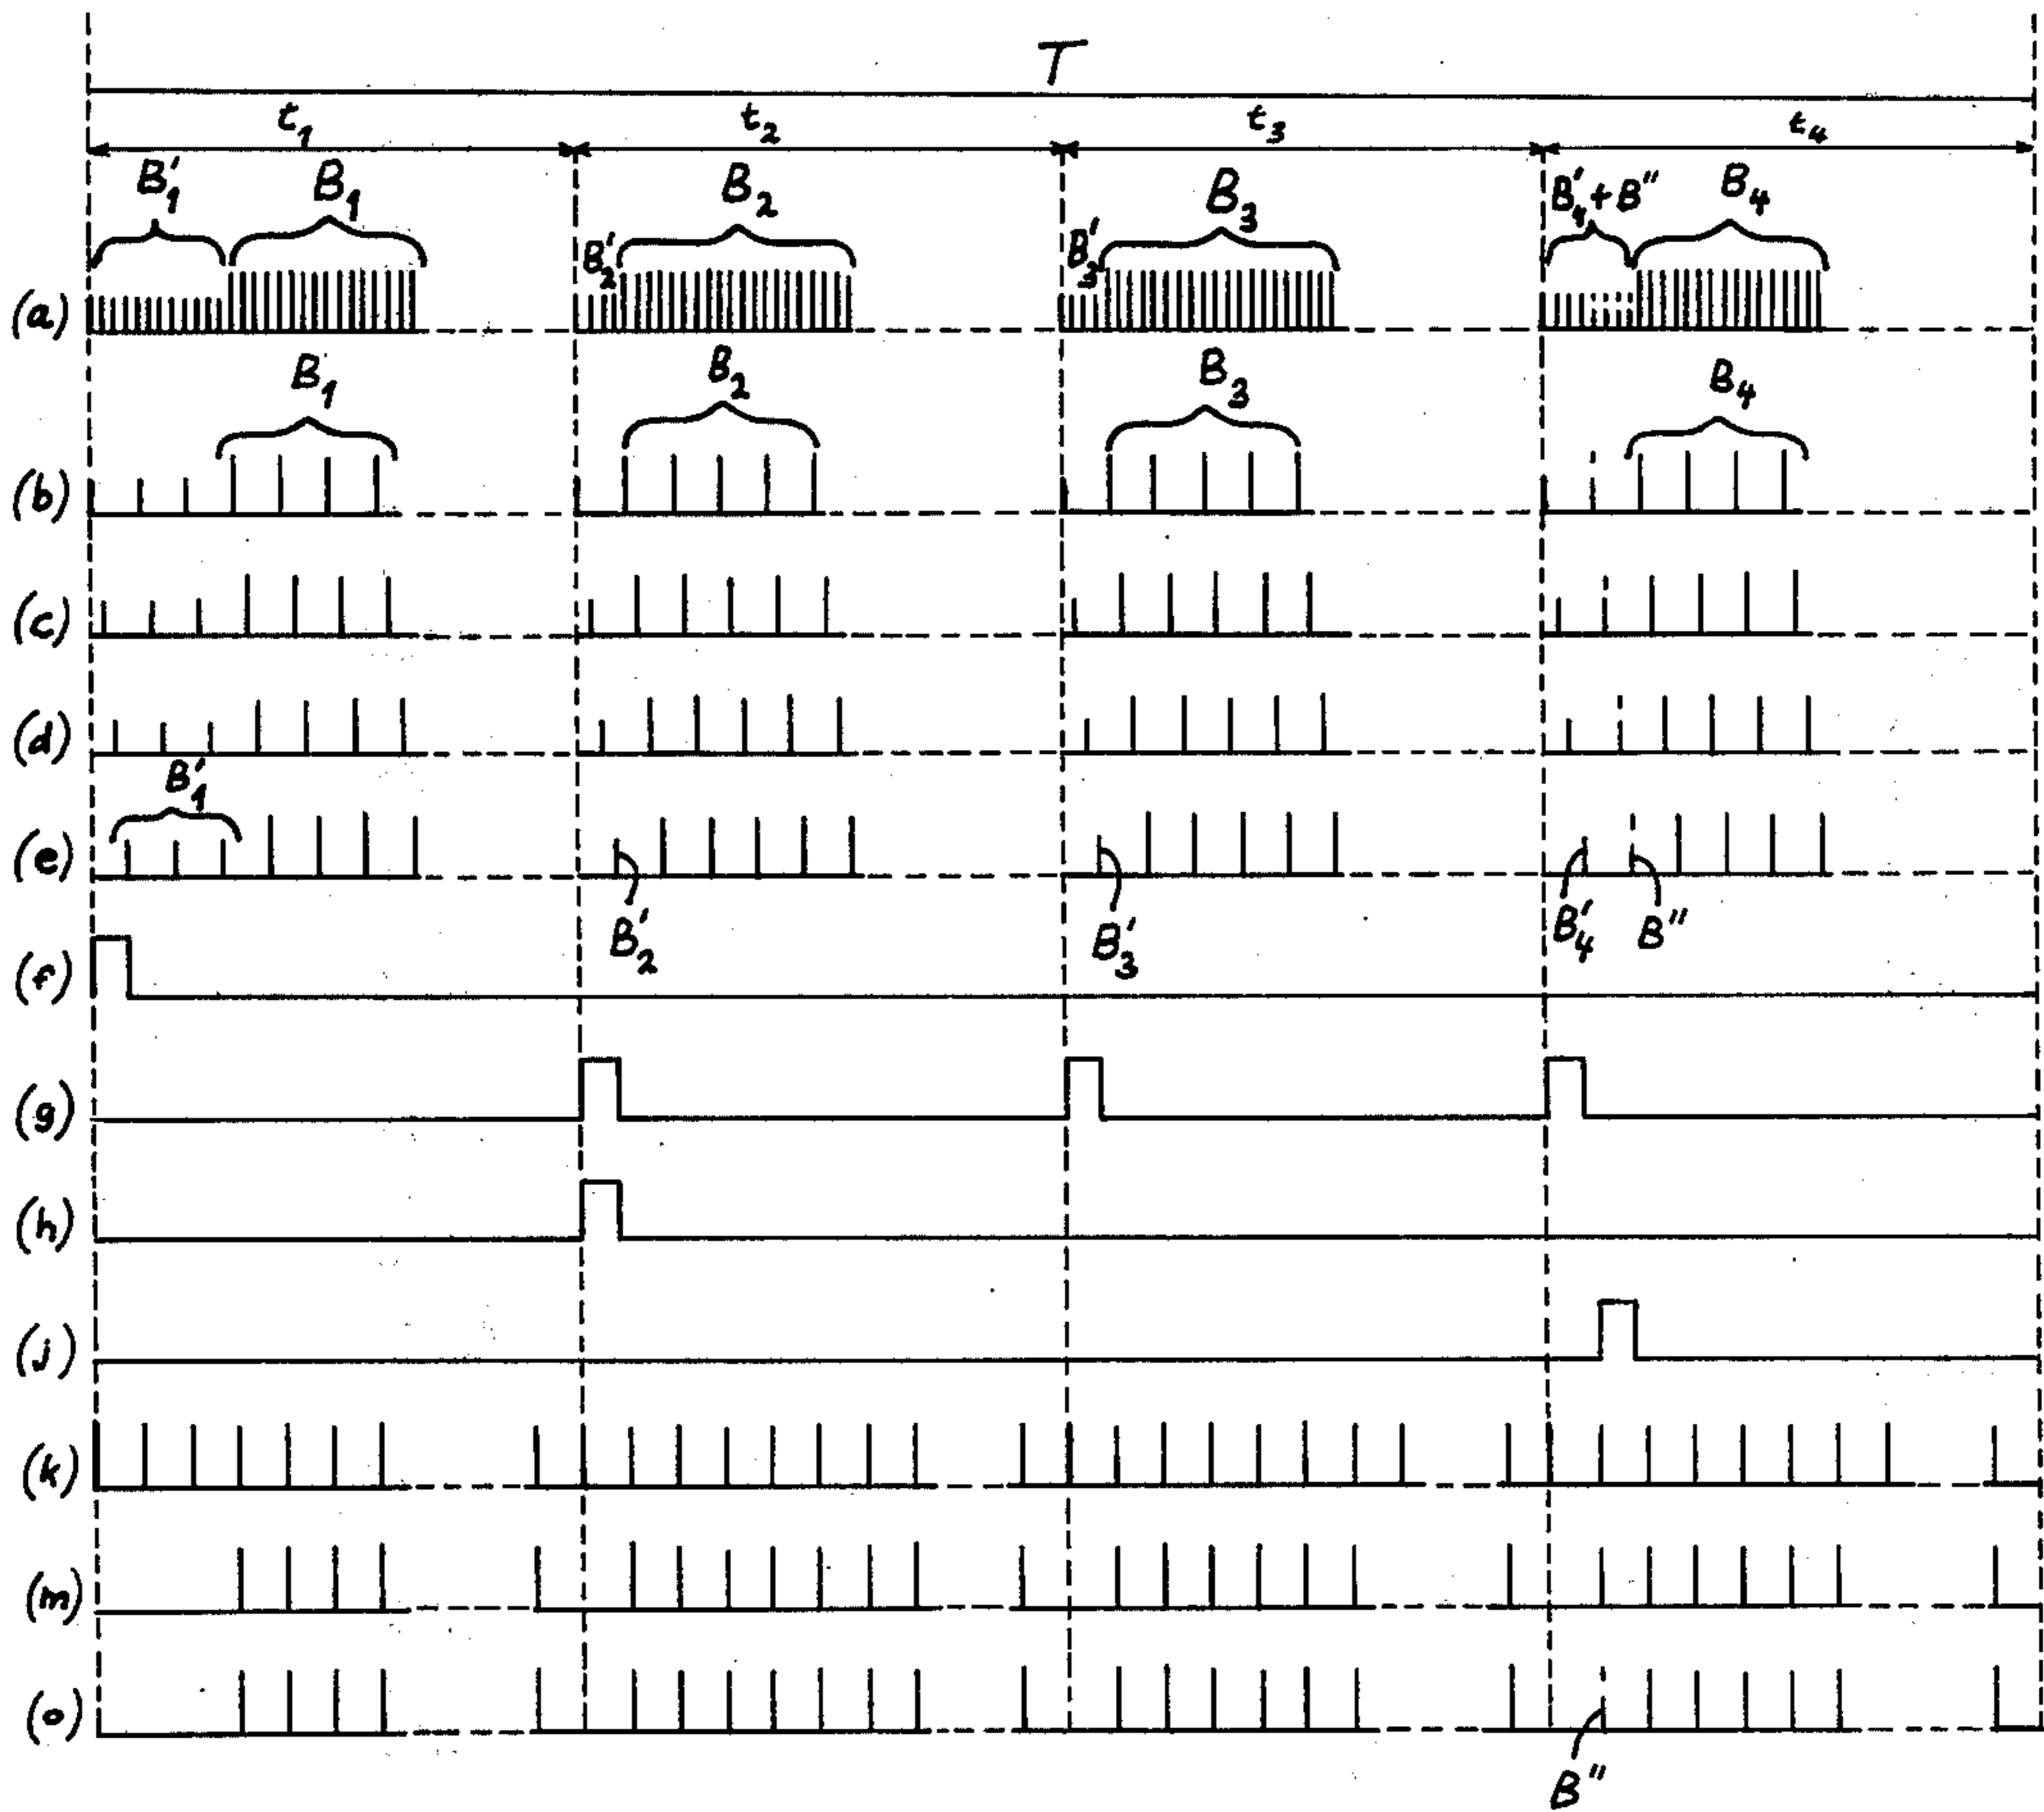 T
t₁ t₂ t₃ t₄
B'₁ B₁ B'₂ B₂ B'₃ B₃ B'₄+B" B₄
(a)
B₁ B₂ B₃ B₄
(b)
(c)
(d)
B'₁
(e)
B'₂ B'₃ B'₄ B"
(f)
(g)
(h)
(j)
(k)
(m)
(o)
B"